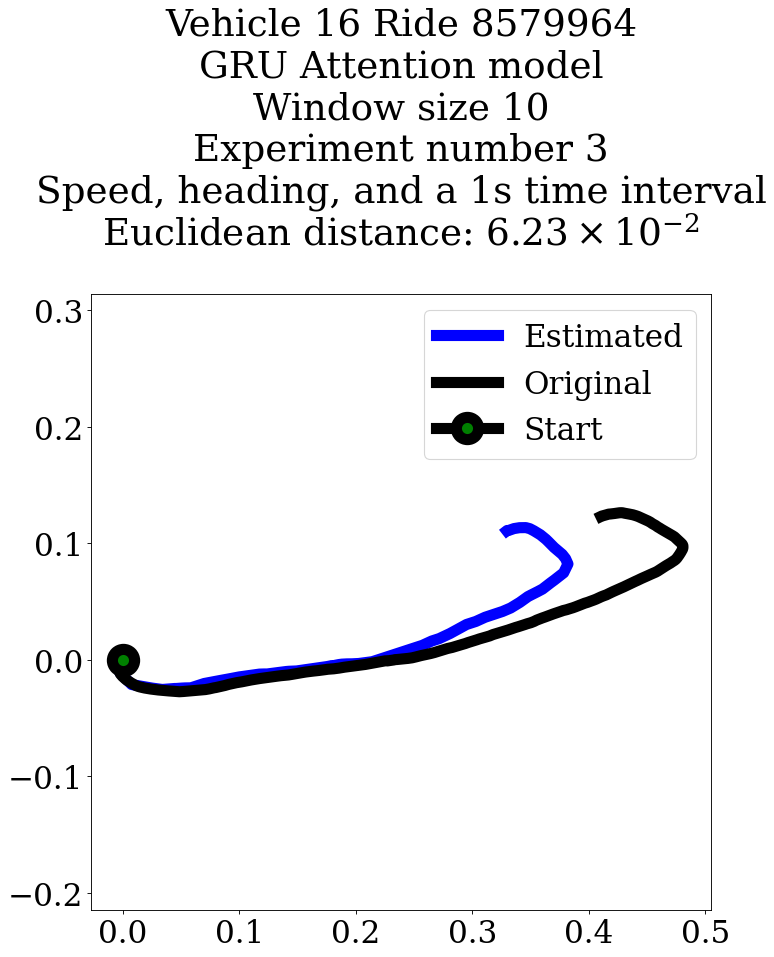 Vehicle 16 Ride 8579964
GRU Attention model
Window size 10
Experiment number 3
Speed, heading, and a 1s time interval
Euclidean distance: 6.23 × 10⁻²
Estimated
Original
Start
0.3
0.2
0.1
0.0
−0.1
−0.2
0.0 0.1 0.2 0.3 0.4 0.5